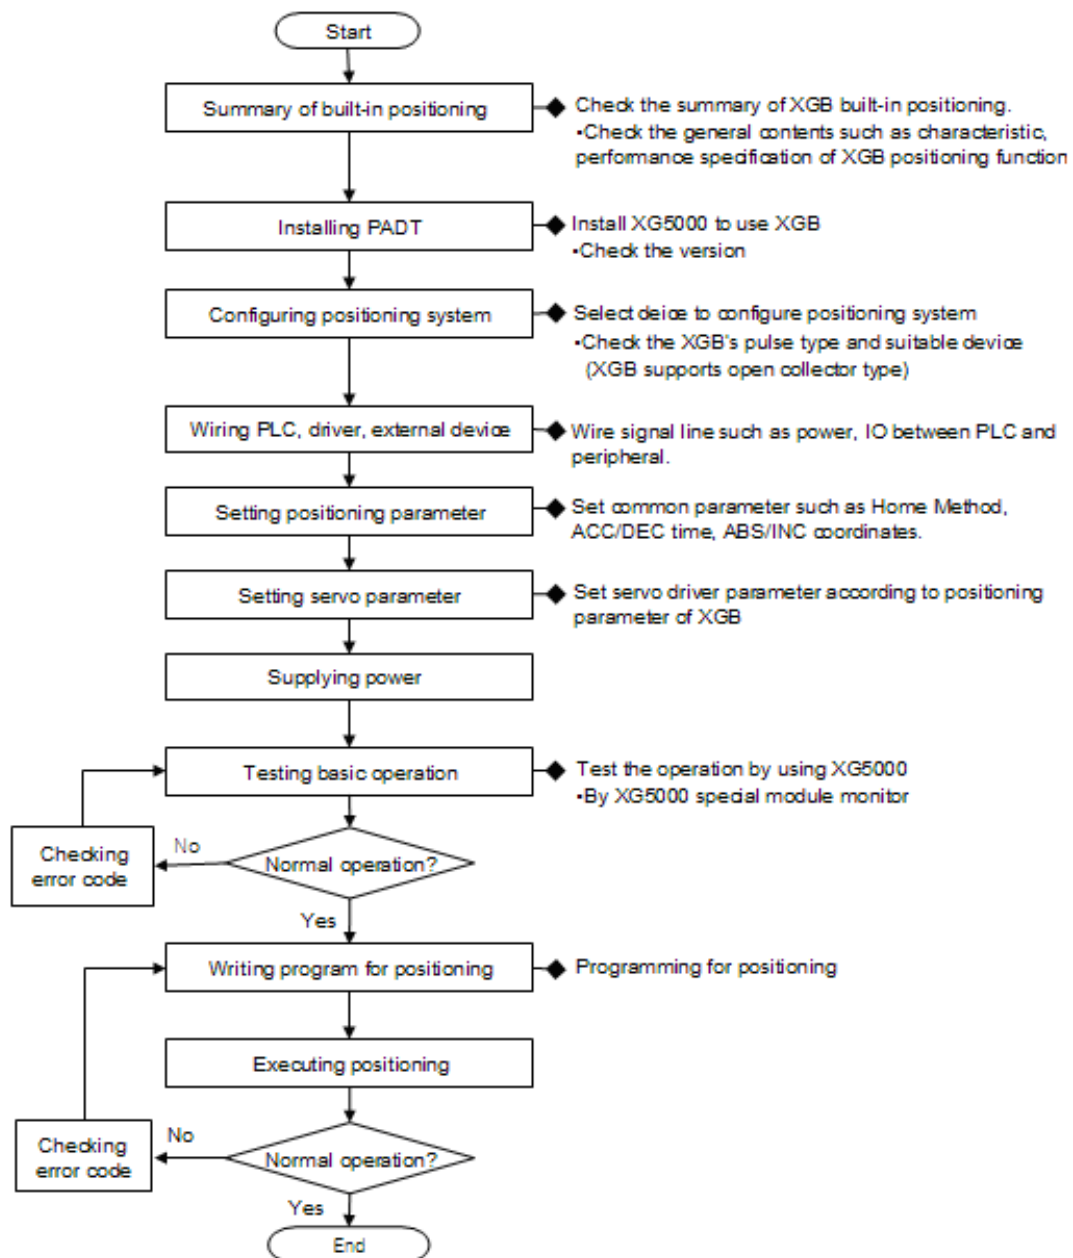 Start
Summary of built-in positioning
Check the summary of XGB built-in positioning.
•Check the general contents such as characteristic,
performance specification of XGB positioning function
Installing PADT
Install XG5000 to use XGB
•Check the version
Configuring positioning system
Select deice to configure positioning system
•Check the XGB's pulse type and suitable device
(XGB supports open collector type)
Wiring PLC, driver, external device
Wire signal line such as power, IO between PLC and
peripheral.
Setting positioning parameter
Set common parameter such as Home Method,
ACC/DEC time, ABS/INC coordinates.
Setting servo parameter
Set servo driver parameter according to positioning
parameter of XGB
Supplying power
Testing basic operation
Test the operation by using XG5000
•By XG5000 special module monitor
Checking
error code
No
Normal operation?
Yes
Writing program for positioning
Programming for positioning
Executing positioning
Checking
error code
No
Normal operation?
Yes
End